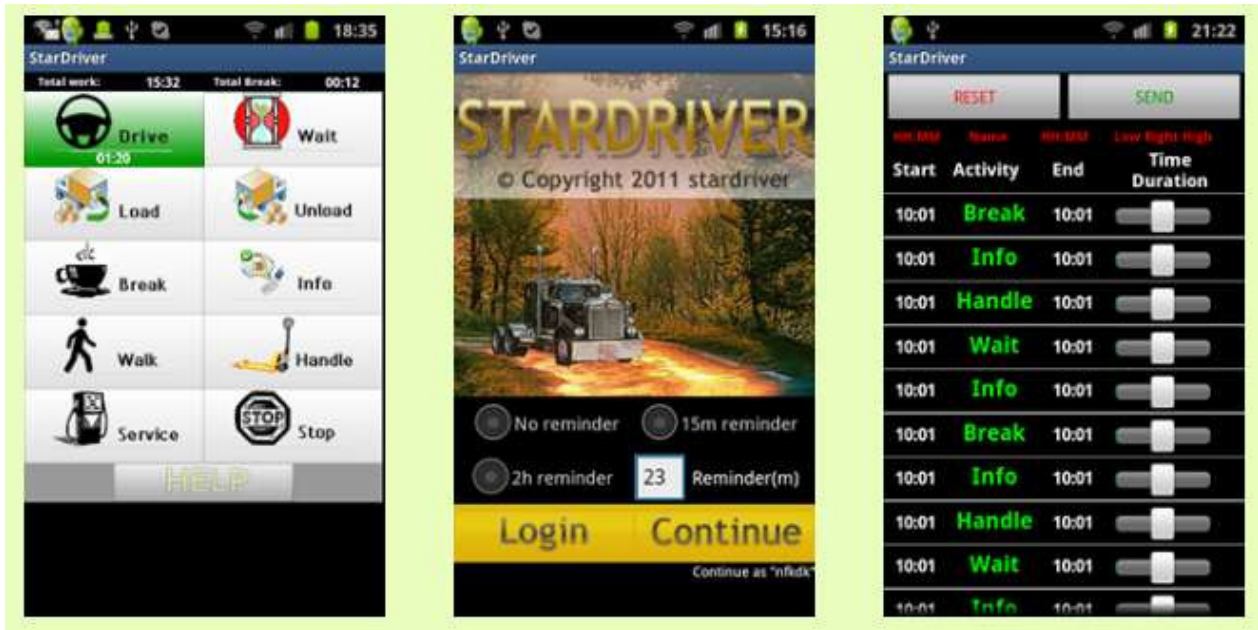 18:35
StarDriver
Total work: 15:32 Total Break: 00:12
Drive
01:20
Wait
Load
Unload
Break
Info
Walk
Handle
Service
STOP
Stop
HELP
15:16
StarDriver
STARDRIVER
© Copyright 2011 stardriver
No reminder 15m reminder
2h reminder 23 Reminder(m)
Login Continue
Continue as "nfkdk"
21:22
StarDriver
RESET SEND
HH:MM Name HH:MM Low Right High
Start Activity End Time Duration
10:01 Break 10:01
10:01 Info 10:01
10:01 Handle 10:01
10:01 Wait 10:01
10:01 Info 10:01
10:01 Break 10:01
10:01 Info 10:01
10:01 Handle 10:01
10:01 Wait 10:01
10:01 Info 10:01